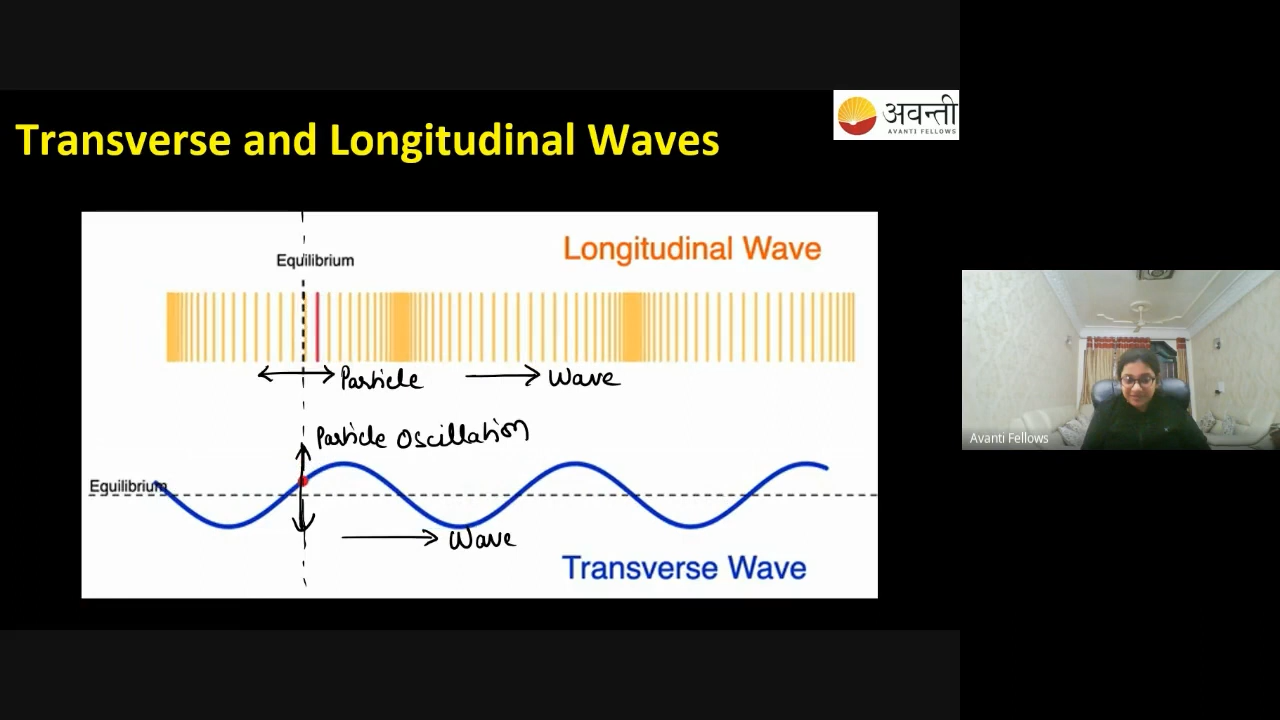 Transverse and Longitudinal Waves
अवन्ती
AVANTI FELLOWS
Equilibrium
Longitudinal Wave
Particle
Wave
Particle Oscillation
Equilibrium
Wave
Transverse Wave
Avanti Fellows